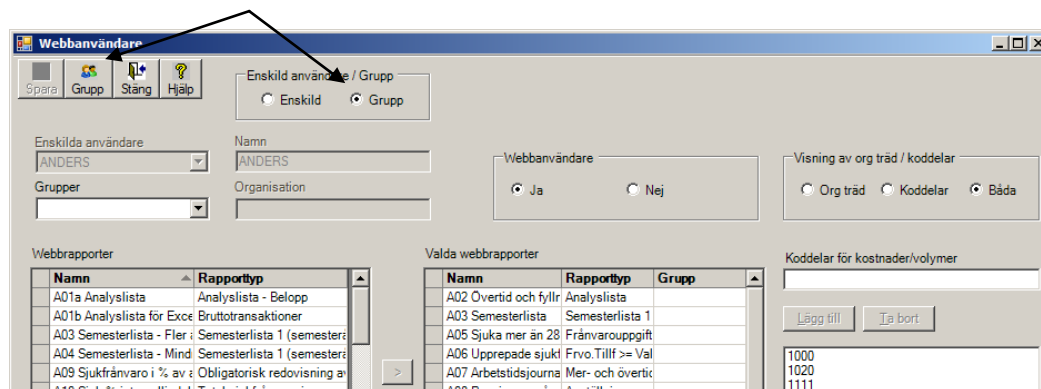 Webbanvändare
Spara Grupp Stäng Hjälp
Enskild användare / Grupp
Enskild Grupp
Enskilda användare Namn
ANDERS ANDERS
Grupper Organisation
Webbanvändare
Ja Nej
Visning av org träd / koddelar
Org träd Koddelar Båda
Webbrapporter
Namn Rapporttyp
A01a Analyslista Analyslista - Belopp
A01b Analyslista för Exce Bruttotransaktioner
A03 Semesterlista - Fler Semesterlista 1 (semester
A04 Semesterlista - Mind Semesterlista 1 (semester
A09 Sjukfrånvaro i % av Obligatorisk redovisning
>
Valda webbrapporter
Namn Rapporttyp Grupp
A02 Övertid och fyllr Analyslista
A03 Semesterlista Semesterlista 1
A05 Sjuka mer än 28 Frånvarouppgift
A06 Upprepade sjukf Frvo.Tillf >= Val
A07 Arbetstidsjourna Mer- och övertic
Koddelar för kostnader/volymer
Lägg till Ta bort
1000
1020
1111